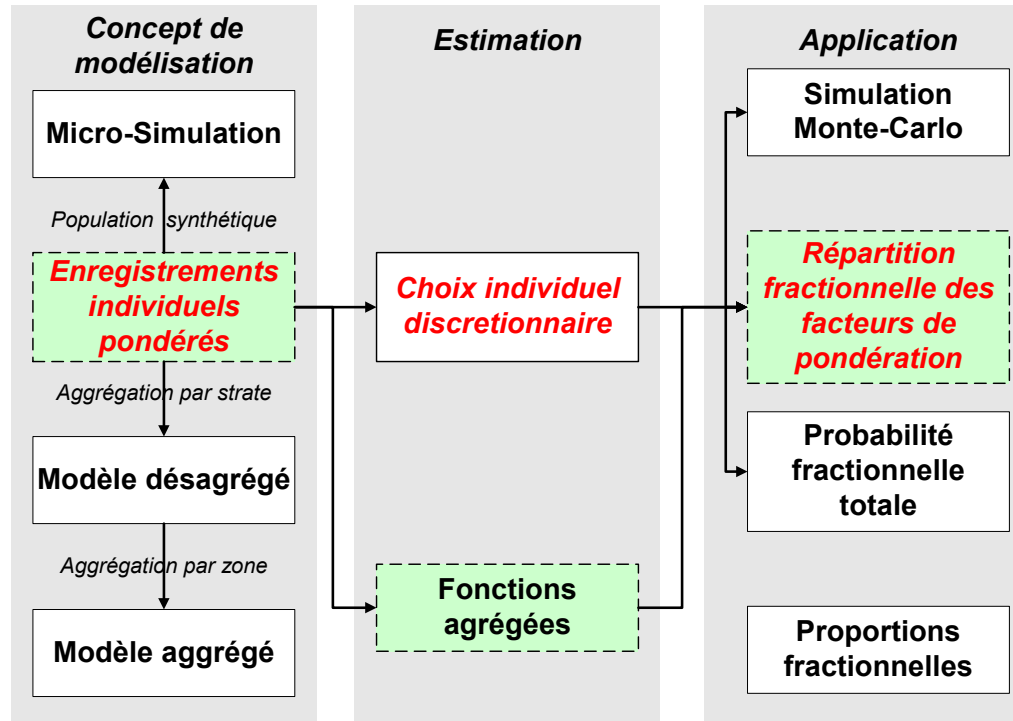 Concept de
modélisation
Micro-Simulation
Population synthétique
Enregistrements
individuels
pondérés
Aggrégation par strate
Modèle désagrégé
Aggrégation par zone
Modèle aggrégé
Estimation
Choix individuel
discretionnaire
Fonctions
agrégées
Application
Simulation
Monte-Carlo
Répartition
fractionnelle des
facteurs de
pondération
Probabilité
fractionnelle
totale
Proportions
fractionnelles